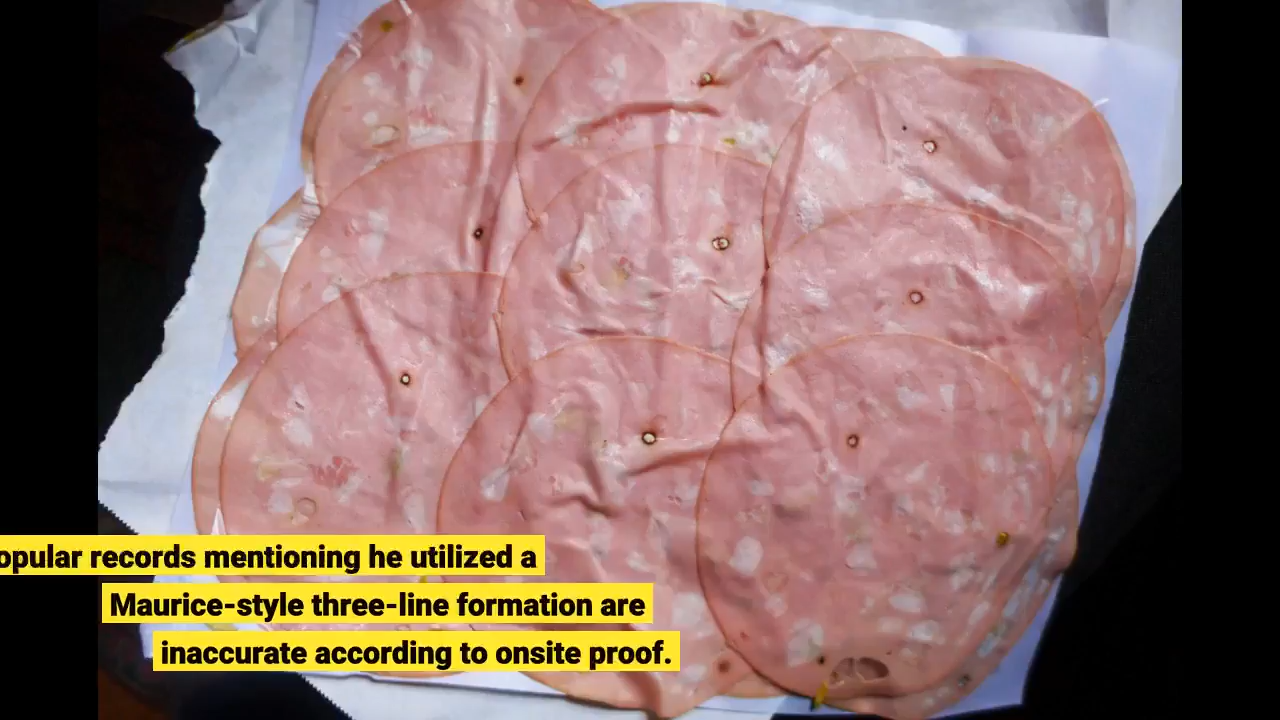 opular records mentioning he utilized a
Maurice-style three-line formation are
inaccurate according to onsite proof.